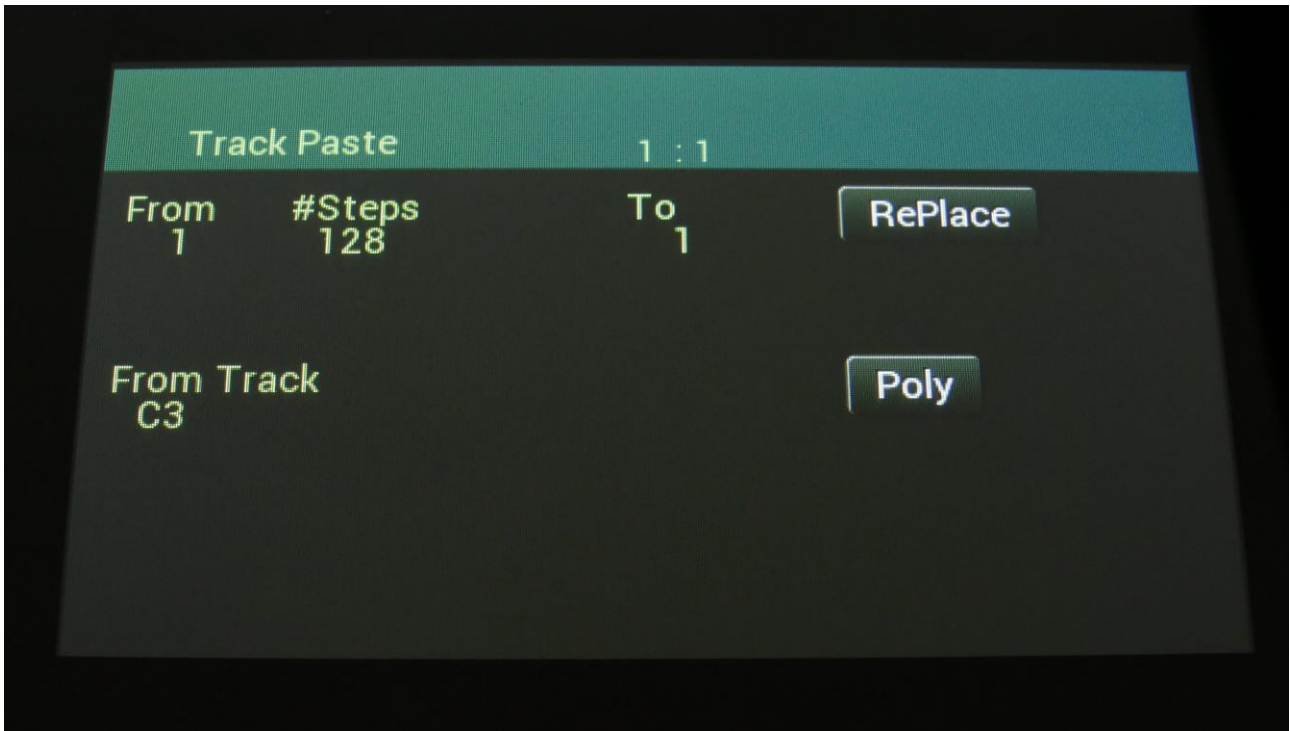 Track Paste 1 : 1
From #Steps To RePlace
1 128 1
From Track Poly
C3